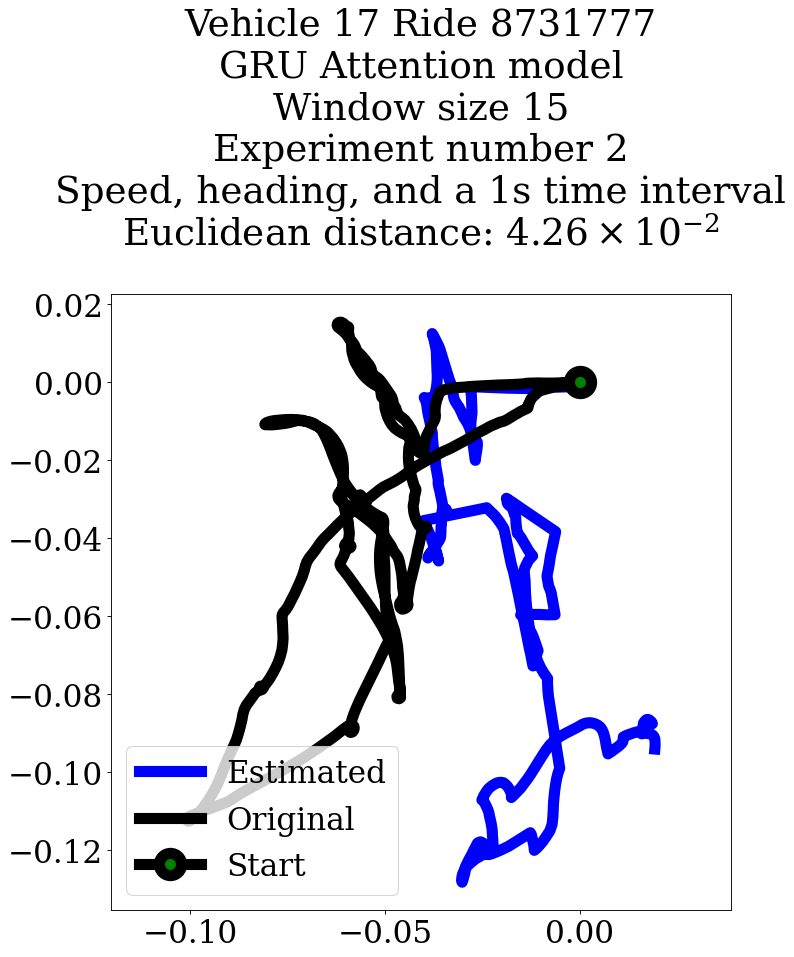 Vehicle 17 Ride 8731777
GRU Attention model
Window size 15
Experiment number 2
Speed, heading, and a 1s time interval
Euclidean distance: 4.26 × 10⁻²
0.02
0.00
−0.02
−0.04
−0.06
−0.08
−0.10
−0.12
Estimated
Original
Start
−0.10
−0.05
0.00